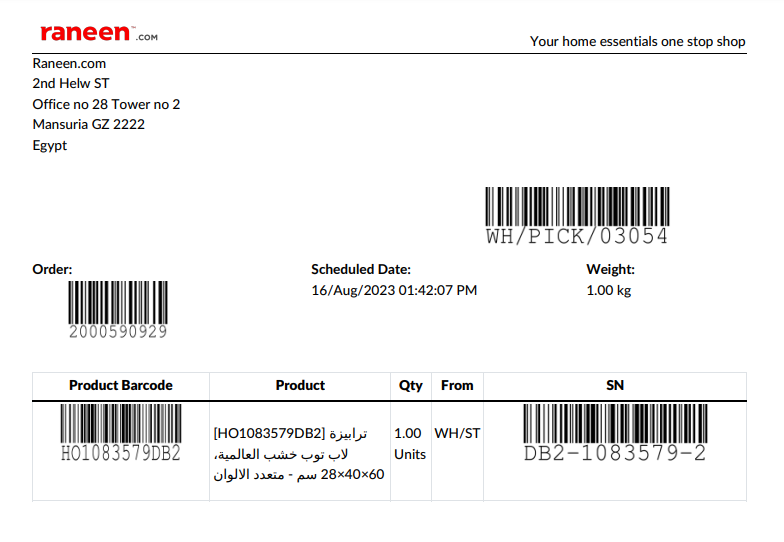 raneen.COM
Your home essentials one stop shop
Raneen.com
2nd Helw ST
Office no 28 Tower no 2
Mansuria GZ 2222
Egypt
WH/PICK/03054
Order:
Scheduled Date:
Weight:
16/Aug/2023 01:42:07 PM
1.00 kg
2000590929
Product Barcode
Product
Qty
From
SN
HO1083579DB2
[HO1083579DB2] ترابيزة
لاب توب خشب العالمية،
60×40×28 سم - متعدد الالوان
1.00
Units
WH/ST
DB2-1083579-2